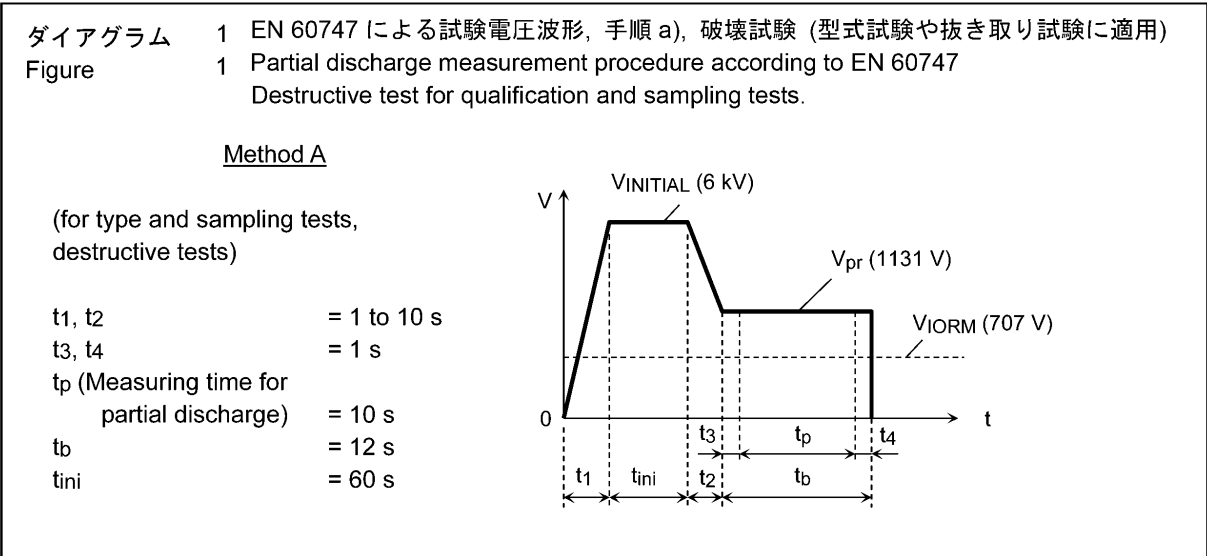 ダイアグラム 1 EN 60747 による試験電圧波形, 手順 a), 破壊試験 (型式試験や抜き取り試験に適用)
Figure 1 Partial discharge measurement procedure according to EN 60747
Destructive test for qualification and sampling tests.
Method A
(for type and sampling tests,
destructive tests)
t1, t2 = 1 to 10 s
t3, t4 = 1 s
tp (Measuring time for
partial discharge) = 10 s
tb = 12 s
tini = 60 s
VINITIAL (6 kV)
V
Vpr (1131 V)
VIORM (707 V)
0
t
t3 tp t4
t1 tini t2 tb